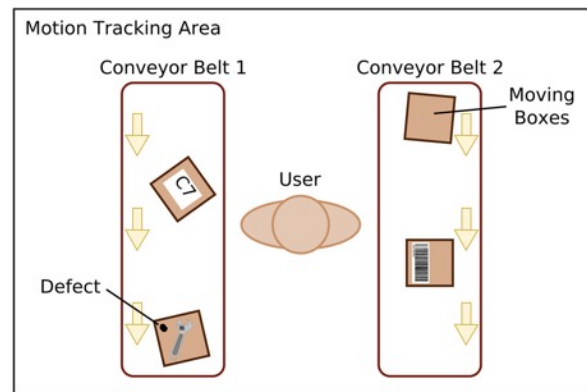 Motion Tracking Area
Conveyor Belt 1
Conveyor Belt 2
Moving
Boxes
C7
User
Defect